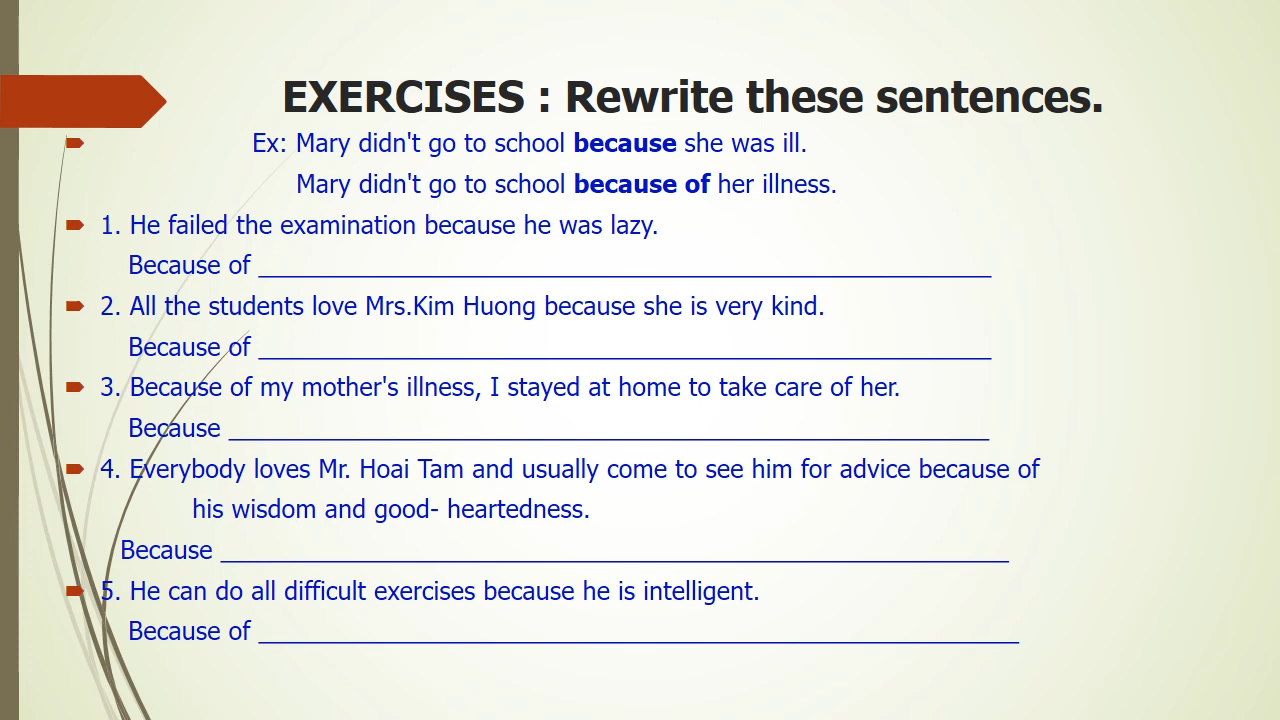 EXERCISES : Rewrite these sentences.
Ex: Mary didn't go to school because she was ill.
Mary didn't go to school because of her illness.
1. He failed the examination because he was lazy.
Because of ______________________________________________________
2. All the students love Mrs.Kim Huong because she is very kind.
Because of ______________________________________________________
3. Because of my mother's illness, I stayed at home to take care of her.
Because ________________________________________________________
4. Everybody loves Mr. Hoai Tam and usually come to see him for advice because of
his wisdom and good- heartedness.
Because __________________________________________________________
5. He can do all difficult exercises because he is intelligent.
Because of ________________________________________________________